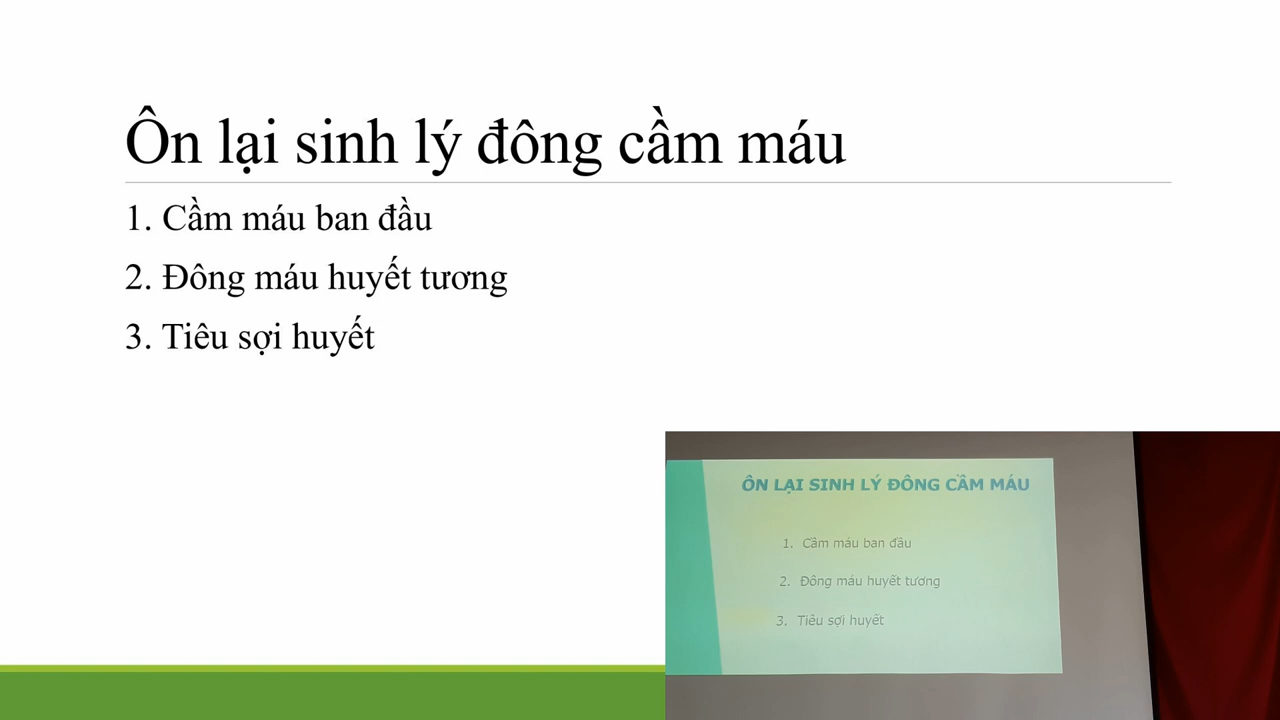 Ôn lại sinh lý đông cầm máu
1. Cầm máu ban đầu
2. Đông máu huyết tương
3. Tiêu sợi huyết
ÔN LẠI SINH LÝ ĐÔNG CẦM MÁU
1. Cầm máu ban đầu
2. Đông máu huyết tương
3. Tiêu sợi huyết